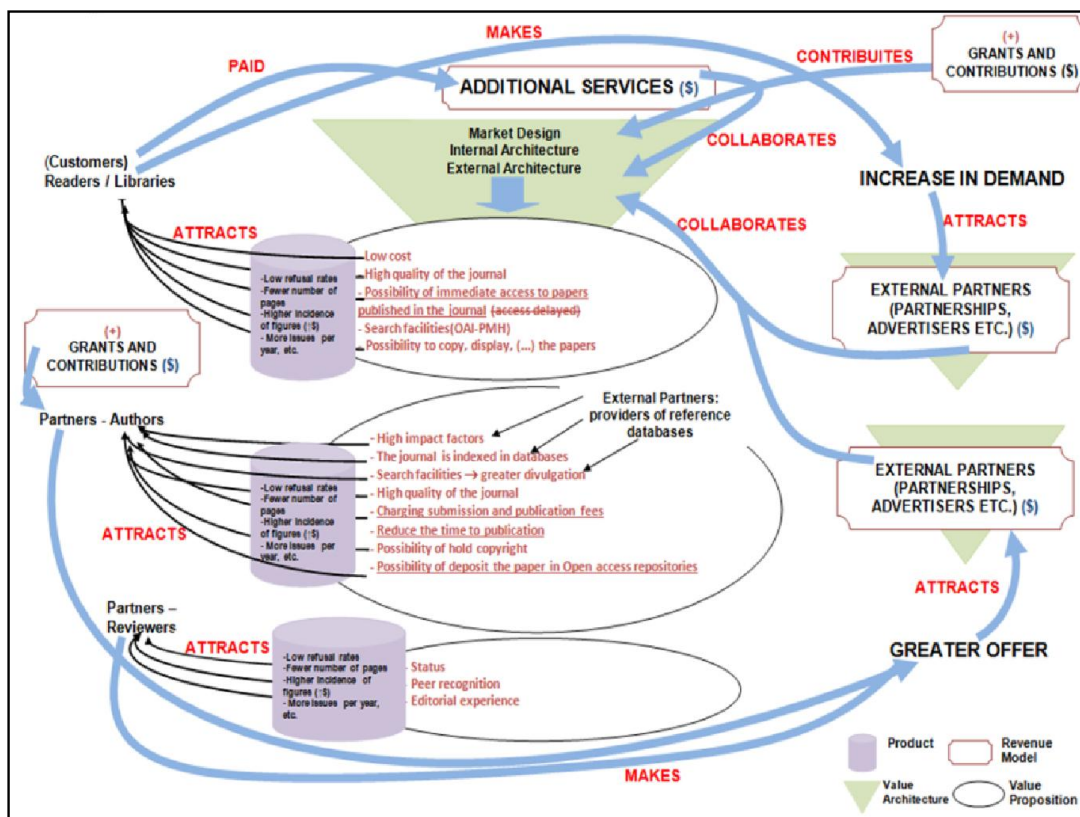 MAKES
(+)
GRANTS AND
CONTRIBUTIONS ($)
CONTRIBUITES
PAID
ADDITIONAL SERVICES ($)
Market Design
Internal Architecture
External Architecture
COLLABORATES
(Customers)
Readers / Libraries
INCREASE IN DEMAND
COLLABORATES
ATTRACTS
ATTRACTS
-Low refusal rates
-Fewer number of
pages
-Higher incidence
of figures (↑$)
- More issues per
year, etc.
-Low cost
-High quality of the journal
- Possibility of immediate access to papers
published in the journal (access delayed)
- Search facilities(OAI-PMH)
- Possibility to copy, display, (...) the papers
EXTERNAL PARTNERS
(PARTNERSHIPS,
ADVERTISERS ETC.) ($)
(+)
GRANTS AND
CONTRIBUTIONS ($)
Partners - Authors
External Partners:
providers of reference
databases
- High impact factors
- The journal is indexed in databases
- Search facilities → greater divulgation
- High quality of the journal
- Charging submission and publication fees
- Reduce the time to publication
- Possibility of hold copyright
- Possibility of deposit the paper in Open access repositories
-Low refusal rates
-Fewer number of
pages
-Higher incidence of
figures (↑$)
- More issues per
year, etc.
ATTRACTS
EXTERNAL PARTNERS
(PARTNERSHIPS,
ADVERTISERS ETC.) ($)
ATTRACTS
Partners –
Reviewers
ATTRACTS
-Low refusal rates
-Fewer number of pages
-Higher incidence of
figures (↑$)
- More issues per year,
etc.
- Status
- Peer recognition
- Editorial experience
GREATER OFFER
MAKES
Product
Revenue
Model
Value
Architecture
Value
Proposition